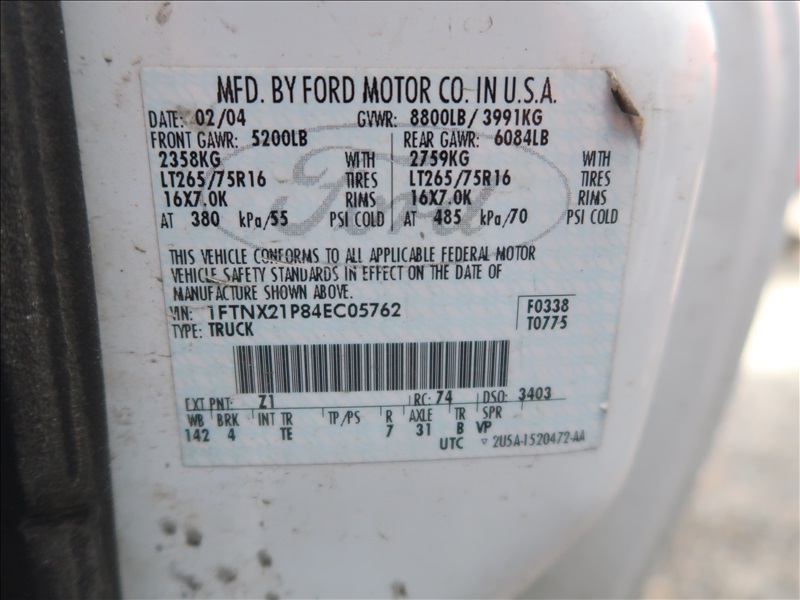 MFD. BY FORD MOTOR CO. IN U.S.A.
DATE: 02/04 GVWR: 8800LB/3991KG
FRONT GAWR: 5200LB REAR GAWR: 6084LB
2358KG WITH 2759KG WITH
LT265/75R16 TIRES LT265/75R16 TIRES
16X7.0K RIMS 16X7.0K RIMS
AT 380 kPa/55 PSI COLD AT 485 kPa/70 PSI COLD
Ford
THIS VEHICLE CONFORMS TO ALL APPLICABLE FEDERAL MOTOR
VEHICLE SAFETY STANDARDS IN EFFECT ON THE DATE OF
MANUFACTURE SHOWN ABOVE.
VIN: 1FTNX21P84EC05762 F0338
TYPE: TRUCK T0775
EXT PNT: Z1 RC: 74 DSO: 3403
WB BRK INT TR TP/PS R AXLE TR SPR
142 4 TE 7 31 B VP
UTC ▽ 2U5A-1520472-AA